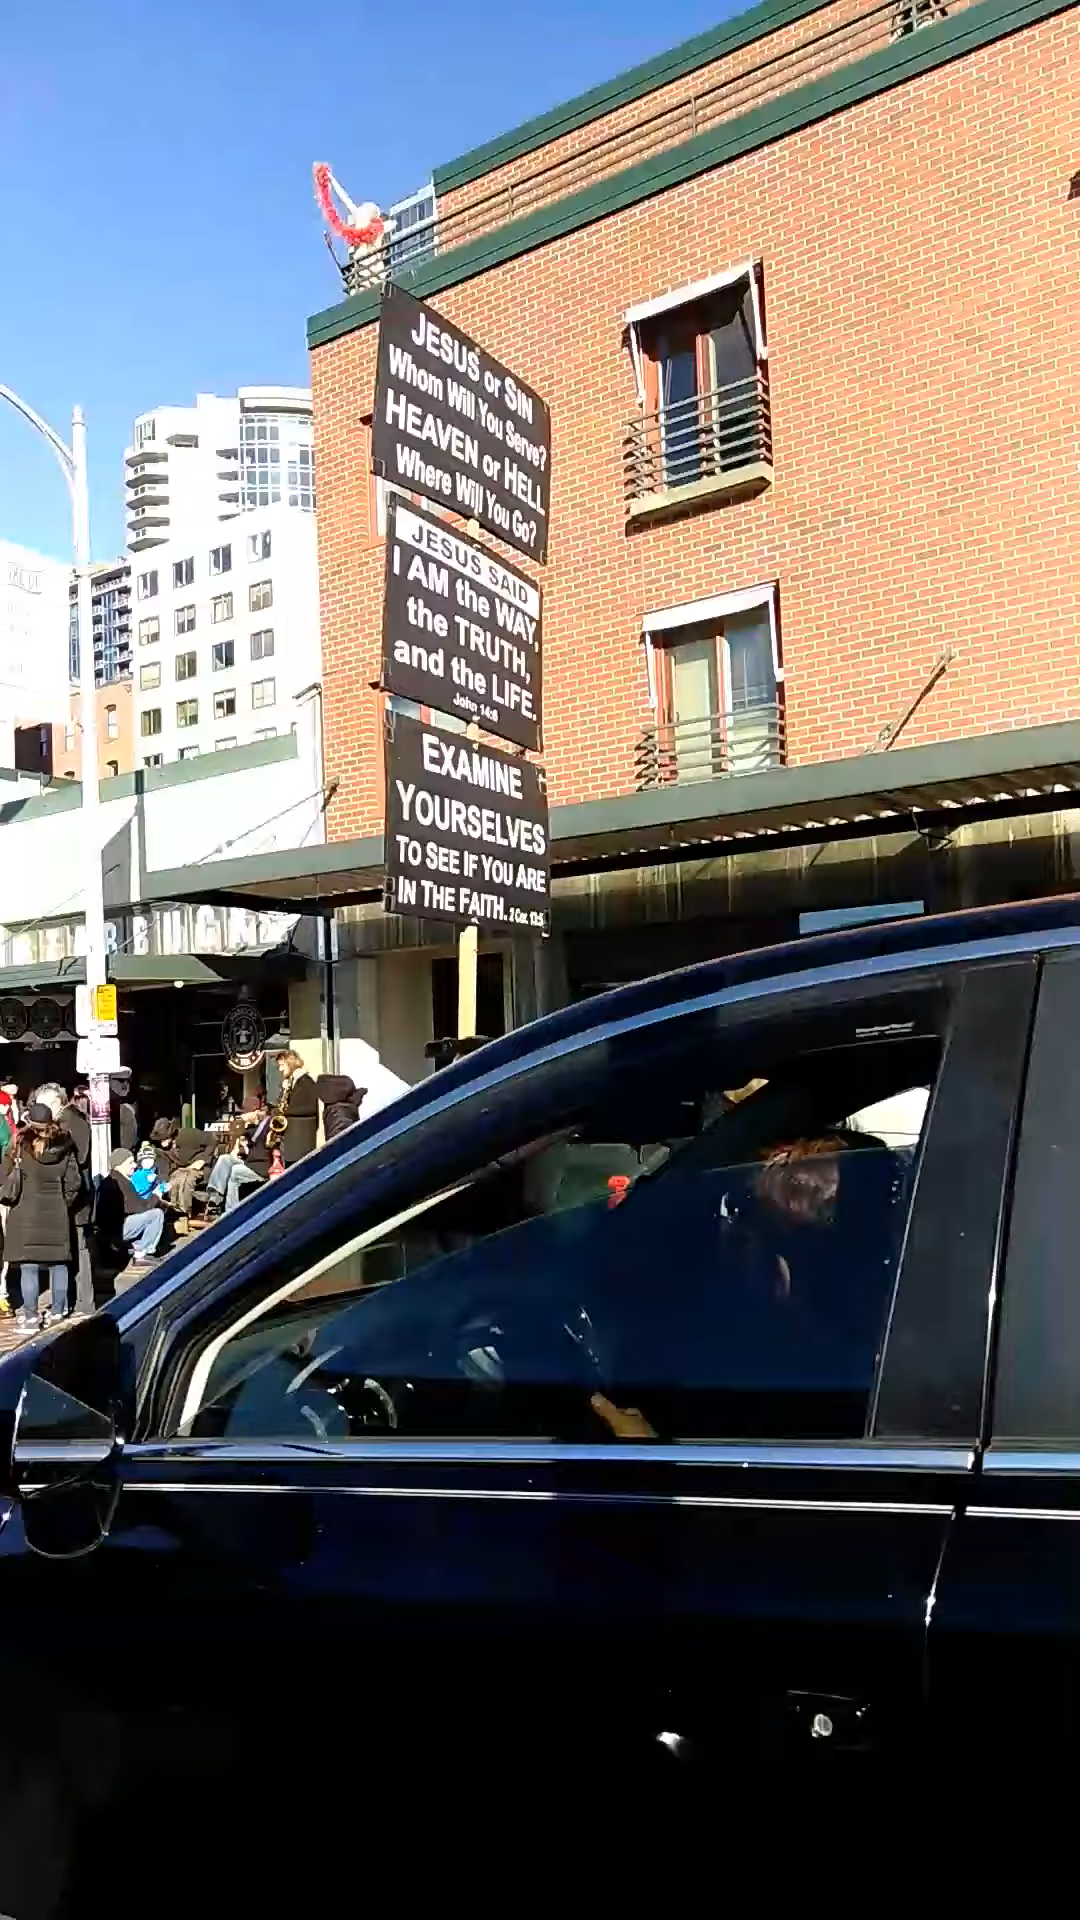 JESUS or SIN
Whom Will You Serve?
HEAVEN or HELL
Where Will You Go?
JESUS SAID
I AM the WAY,
the TRUTH,
and the LIFE.
John 14:6
EXAMINE
YOURSELVES
TO SEE IF YOU ARE
IN THE FAITH. 2 Cor. 13:5